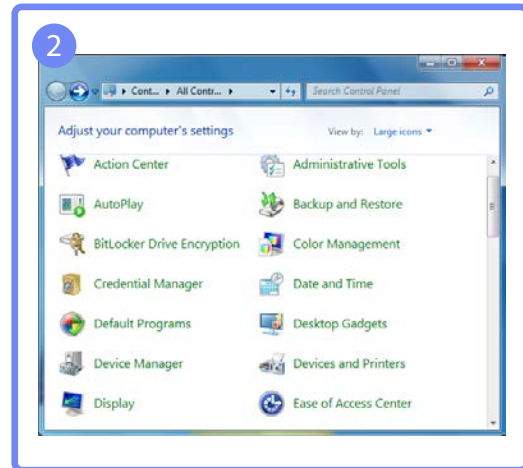 2
Cont... All Contr...
Search Control Panel
Adjust your computer's settings
View by: Large icons
Action Center
Administrative Tools
AutoPlay
Backup and Restore
BitLocker Drive Encryption
Color Management
Credential Manager
Date and Time
Default Programs
Desktop Gadgets
Device Manager
Devices and Printers
Display
Ease of Access Center